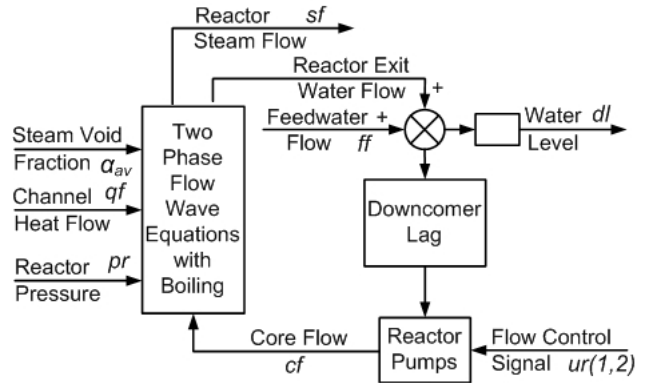 Reactor sf
Steam Flow
Reactor Exit
Water Flow +
Feedwater +
Flow ff
Water dl
Level
Steam Void
Fraction αav
Channel qf
Heat Flow
Reactor pr
Pressure
Two
Phase
Flow
Wave
Equations
with
Boiling
Downcomer
Lag
Core Flow
cf
Reactor
Pumps
Flow Control
Signal ur(1,2)